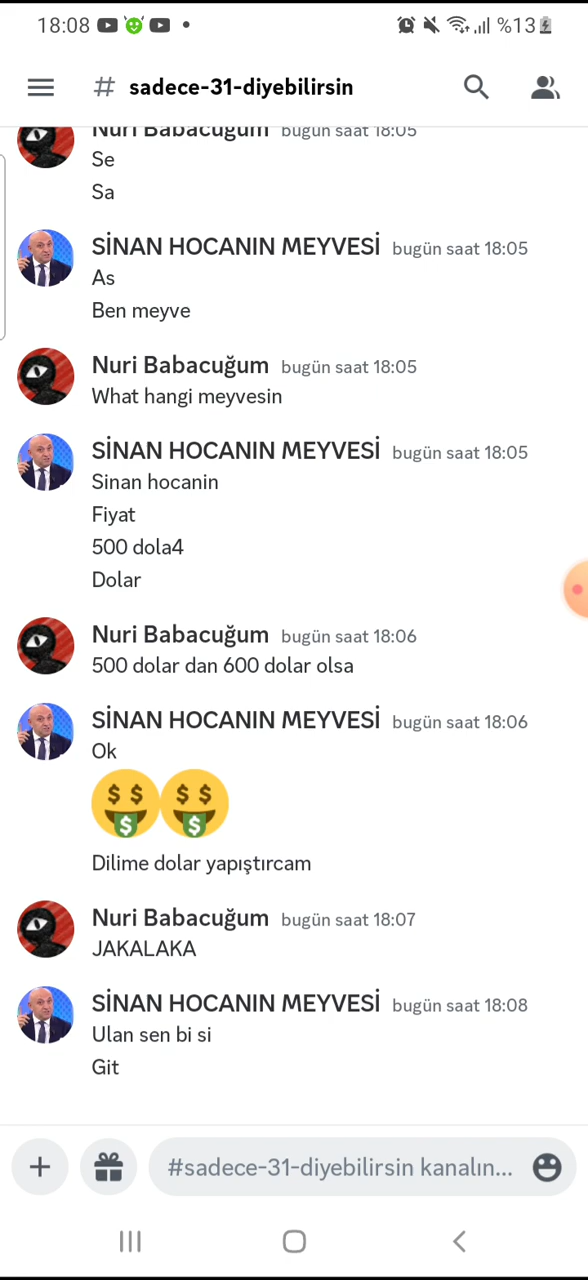 18:08
%13
# sadece-31-diyebilirsin
Nuri Babacuğum bugün saat 18:05
Se
Sa
SİNAN HOCANIN MEYVESİ bugün saat 18:05
As
Ben meyve
Nuri Babacuğum bugün saat 18:05
What hangi meyvesin
SİNAN HOCANIN MEYVESİ bugün saat 18:05
Sinan hocanin
Fiyat
500 dola4
Dolar
Nuri Babacuğum bugün saat 18:06
500 dolar dan 600 dolar olsa
SİNAN HOCANIN MEYVESİ bugün saat 18:06
Ok
Dilime dolar yapıştırcam
Nuri Babacuğum bugün saat 18:07
JAKALAKA
SİNAN HOCANIN MEYVESİ bugün saat 18:08
Ulan sen bi si
Git
#sadece-31-diyebilirsin kanalın...